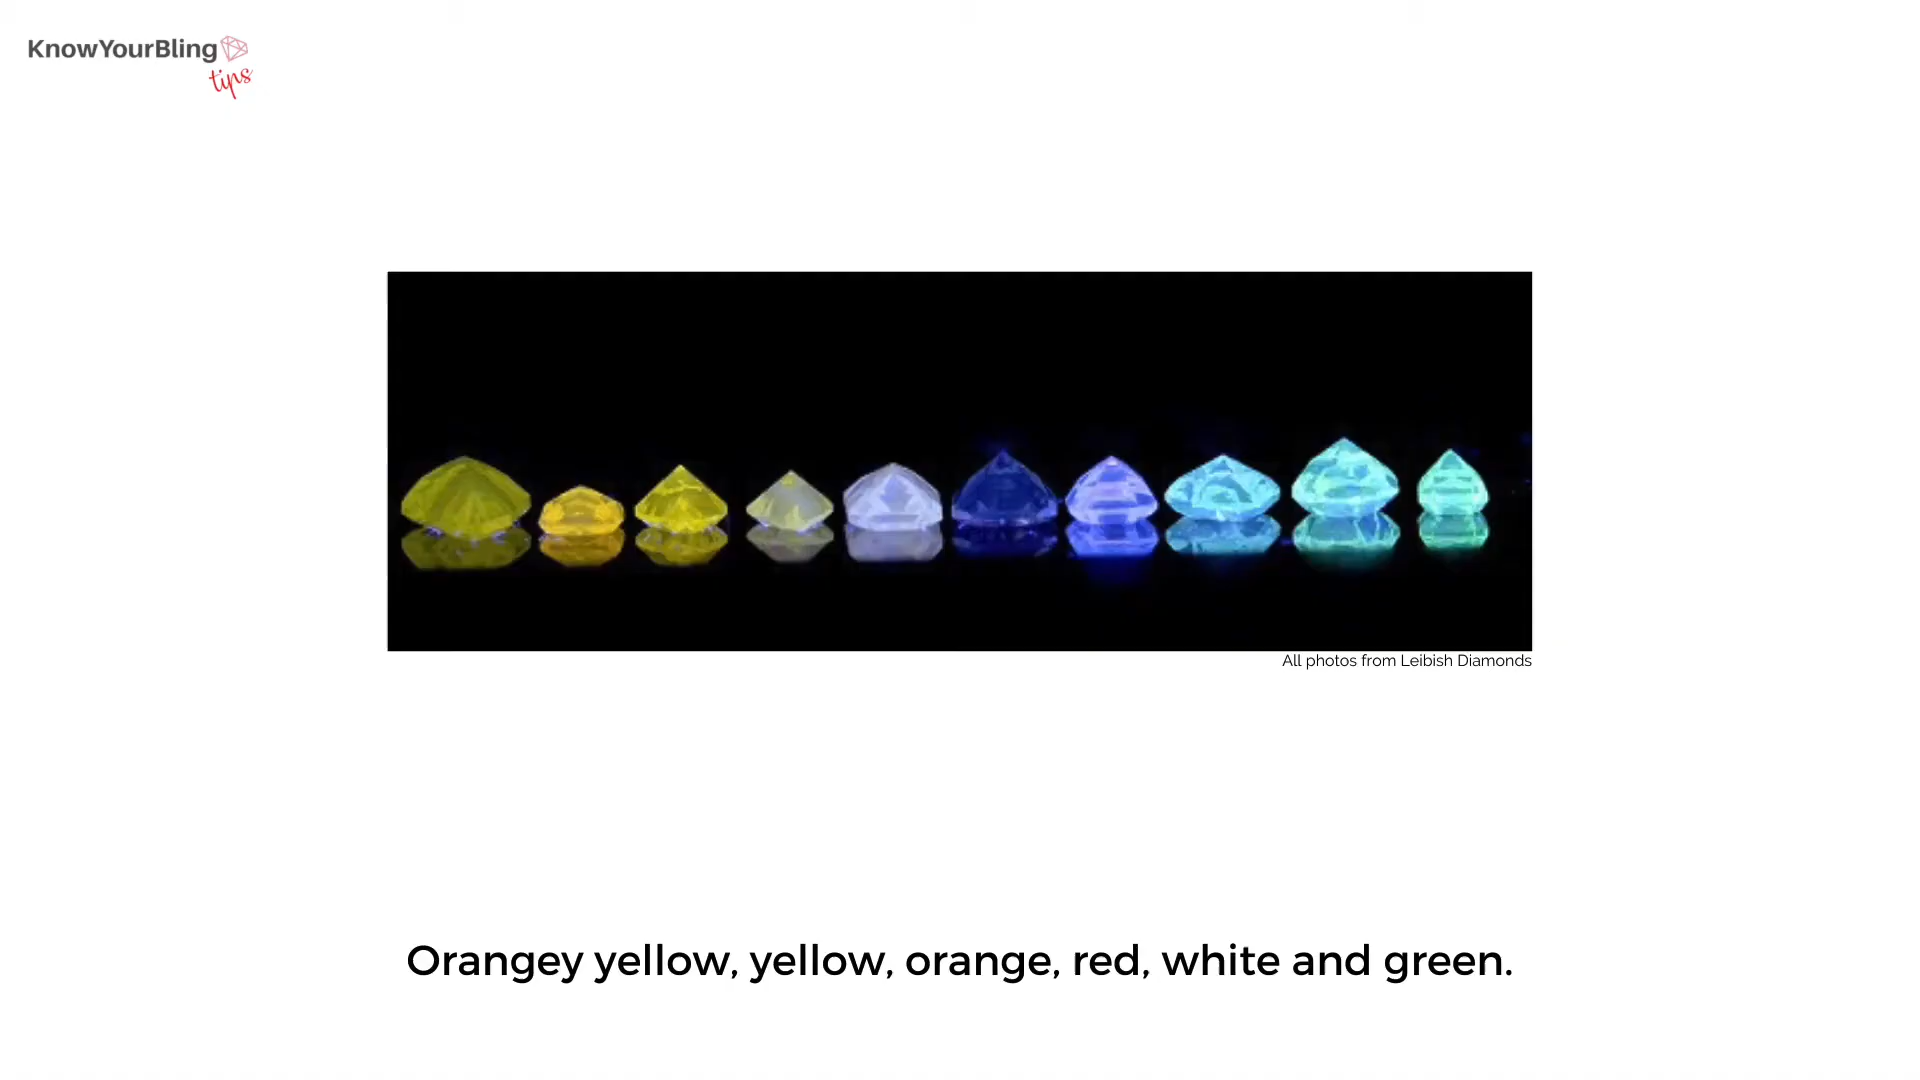 KnowYourBling
tips
All photos from Leibish Diamonds
Orangey yellow, yellow, orange, red, white and green.